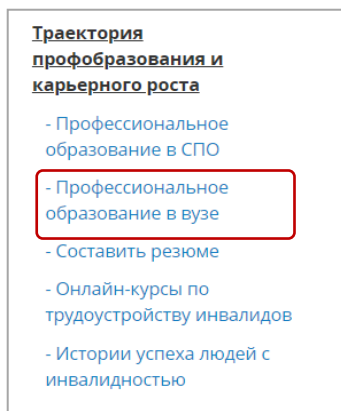 Траектория
профобразования и
карьерного роста
- Профессиональное
образование в СПО
- Профессиональное
образование в вузе
- Составить резюме
- Онлайн-курсы по
трудоустройству инвалидов
- Истории успеха людей с
инвалидностью